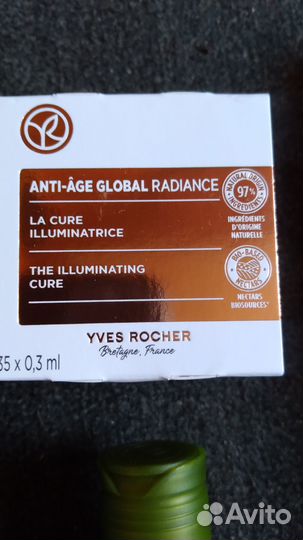 ANTI-ÂGE GLOBAL RADIANCE
LA CURE
ILLUMINATRICE
THE ILLUMINATING
CURE
NATURAL ORIGIN
97%
INGREDIENTS
INGRÉDIENTS
D'ORIGINE
NATURELLE
BIO-BASED
NECTARS
NECTARS
BIOSOURCÉS*
YVES ROCHER
Bretagne, France
35 x 0,3 ml
Avito